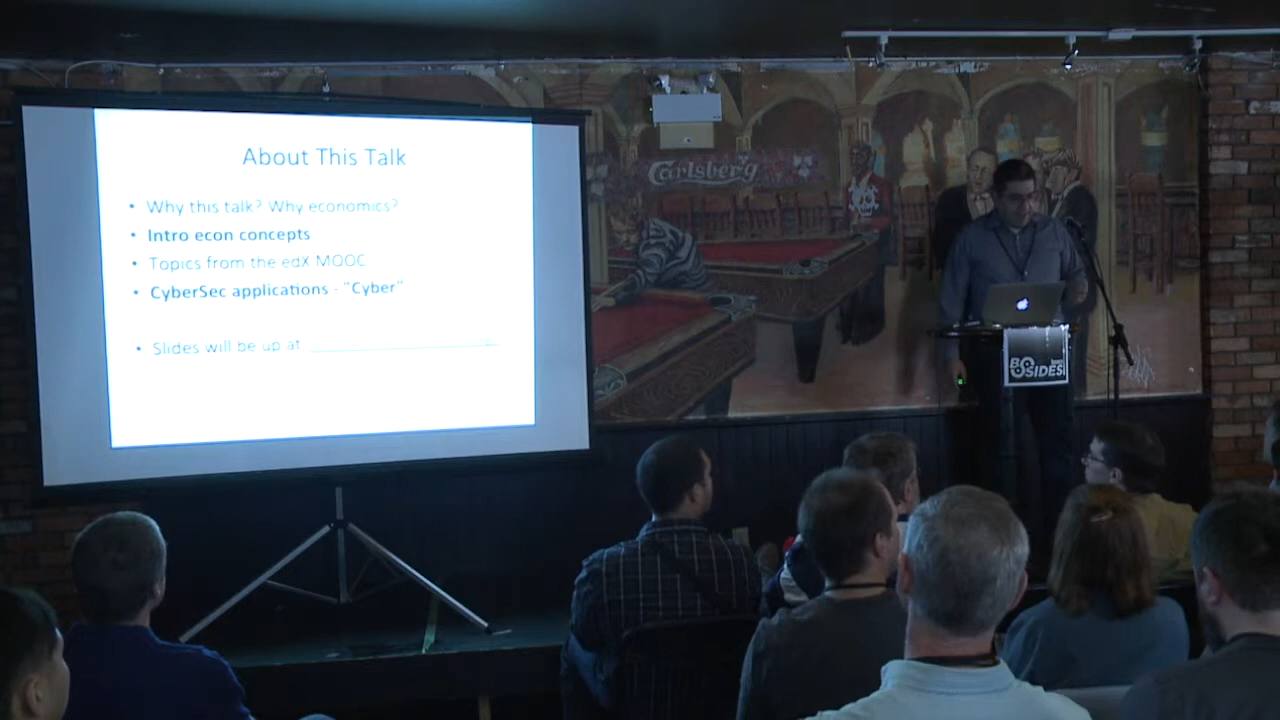 About This Talk
• Why this talk? Why economics?
• Intro econ concepts
• Topics from the edX MOOC
• CyberSec applications - "Cyber"
• Slides will be up at ____________________
Carlsberg
BSIDES